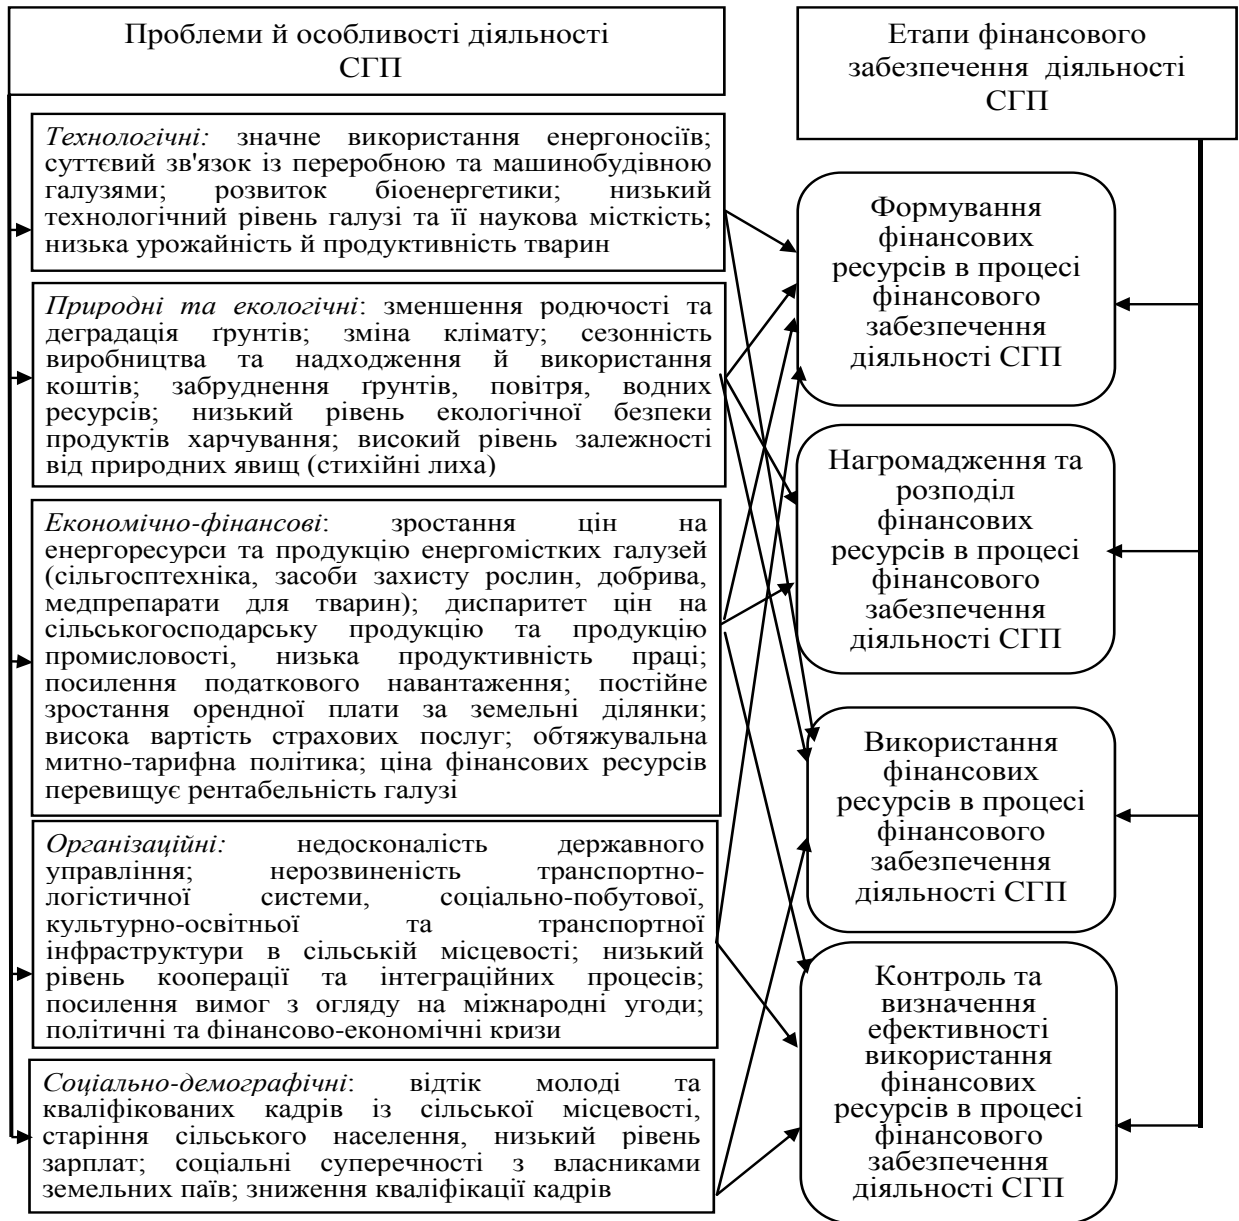 Проблеми й особливості діяльності
СГП
Технологічні: значне використання енергоносіїв;
суттєвий зв'язок із переробною та машинобудівною
галузями; розвиток біоенергетики; низький
технологічний рівень галузі та її наукова місткість;
низька урожайність й продуктивність тварин
Природні та екологічні: зменшення родючості та
деградація ґрунтів; зміна клімату; сезонність
виробництва та надходження й використання
коштів; забруднення ґрунтів, повітря, водних
ресурсів; низький рівень екологічної безпеки
продуктів харчування; високий рівень залежності
від природних явищ (стихійні лиха)
Економічно-фінансові: зростання цін на
енергоресурси та продукцію енергомістких галузей
(сільгосптехніка, засоби захисту рослин, добрива,
медпрепарати для тварин); диспаритет цін на
сільськогосподарську продукцію та продукцію
промисловості, низька продуктивність праці;
посилення податкового навантаження; постійне
зростання орендної плати за земельні ділянки;
висока вартість страхових послуг; обтяжувальна
митно-тарифна політика; ціна фінансових ресурсів
перевищує рентабельність галузі
Організаційні: недосконалість державного
управління; нерозвиненість транспортно-
логістичної системи, соціально-побутової,
культурно-освітньої та транспортної
інфраструктури в сільській місцевості; низький
рівень кооперації та інтеграційних процесів;
посилення вимог з огляду на міжнародні угоди;
політичні та фінансово-економічні кризи
Соціально-демографічні: відтік молоді та
кваліфікованих кадрів із сільської місцевості,
старіння сільського населення, низький рівень
зарплат; соціальні суперечності з власниками
земельних паїв; зниження кваліфікації кадрів
Етапи фінансового
забезпечення діяльності
СГП
Формування
фінансових
ресурсів в процесі
фінансового
забезпечення
діяльності СГП
Нагромадження та
розподіл
фінансових
ресурсів в процесі
фінансового
забезпечення
діяльності СГП
Використання
фінансових
ресурсів в процесі
фінансового
забезпечення
діяльності СГП
Контроль та
визначення
ефективності
використання
фінансових
ресурсів в процесі
фінансового
забезпечення
діяльності СГП